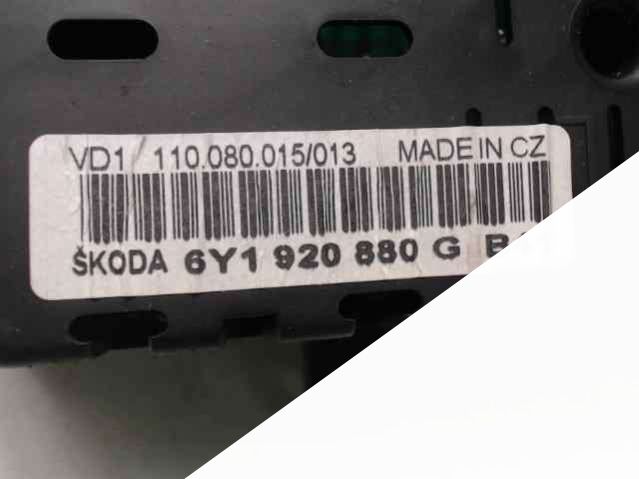 VD1 / 110.080.015/013 MADE IN CZ
ŠKODA 6Y1 920 880 G